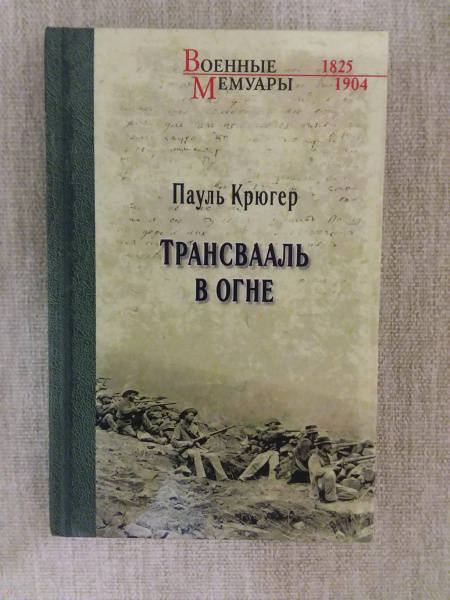 Военные 1825
Мемуары 1904
Пауль Крюгер
Трансвааль
в огне